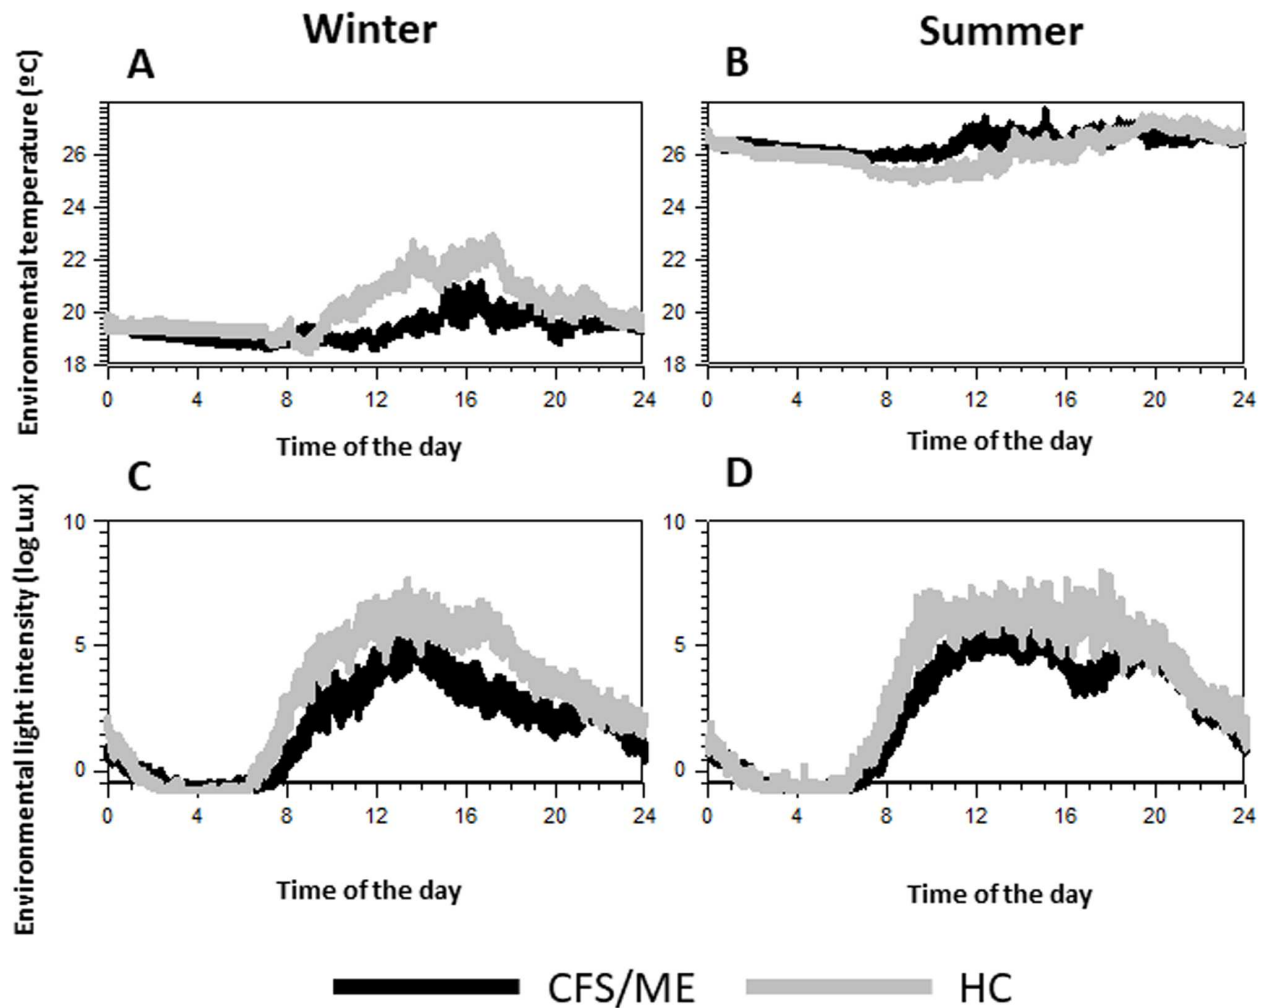 Winter
Summer
A
B
Environmental temperature (ºC)
26
24
22
20
18
0 4 8 12 16 20 24
Time of the day
26
24
22
20
18
0 4 8 12 16 20 24
Time of the day
C
D
Environmental light intensity (log Lux)
10
5
0
0 4 8 12 16 20 24
Time of the day
10
5
0
0 4 8 12 16 20 24
Time of the day
CFS/ME
HC